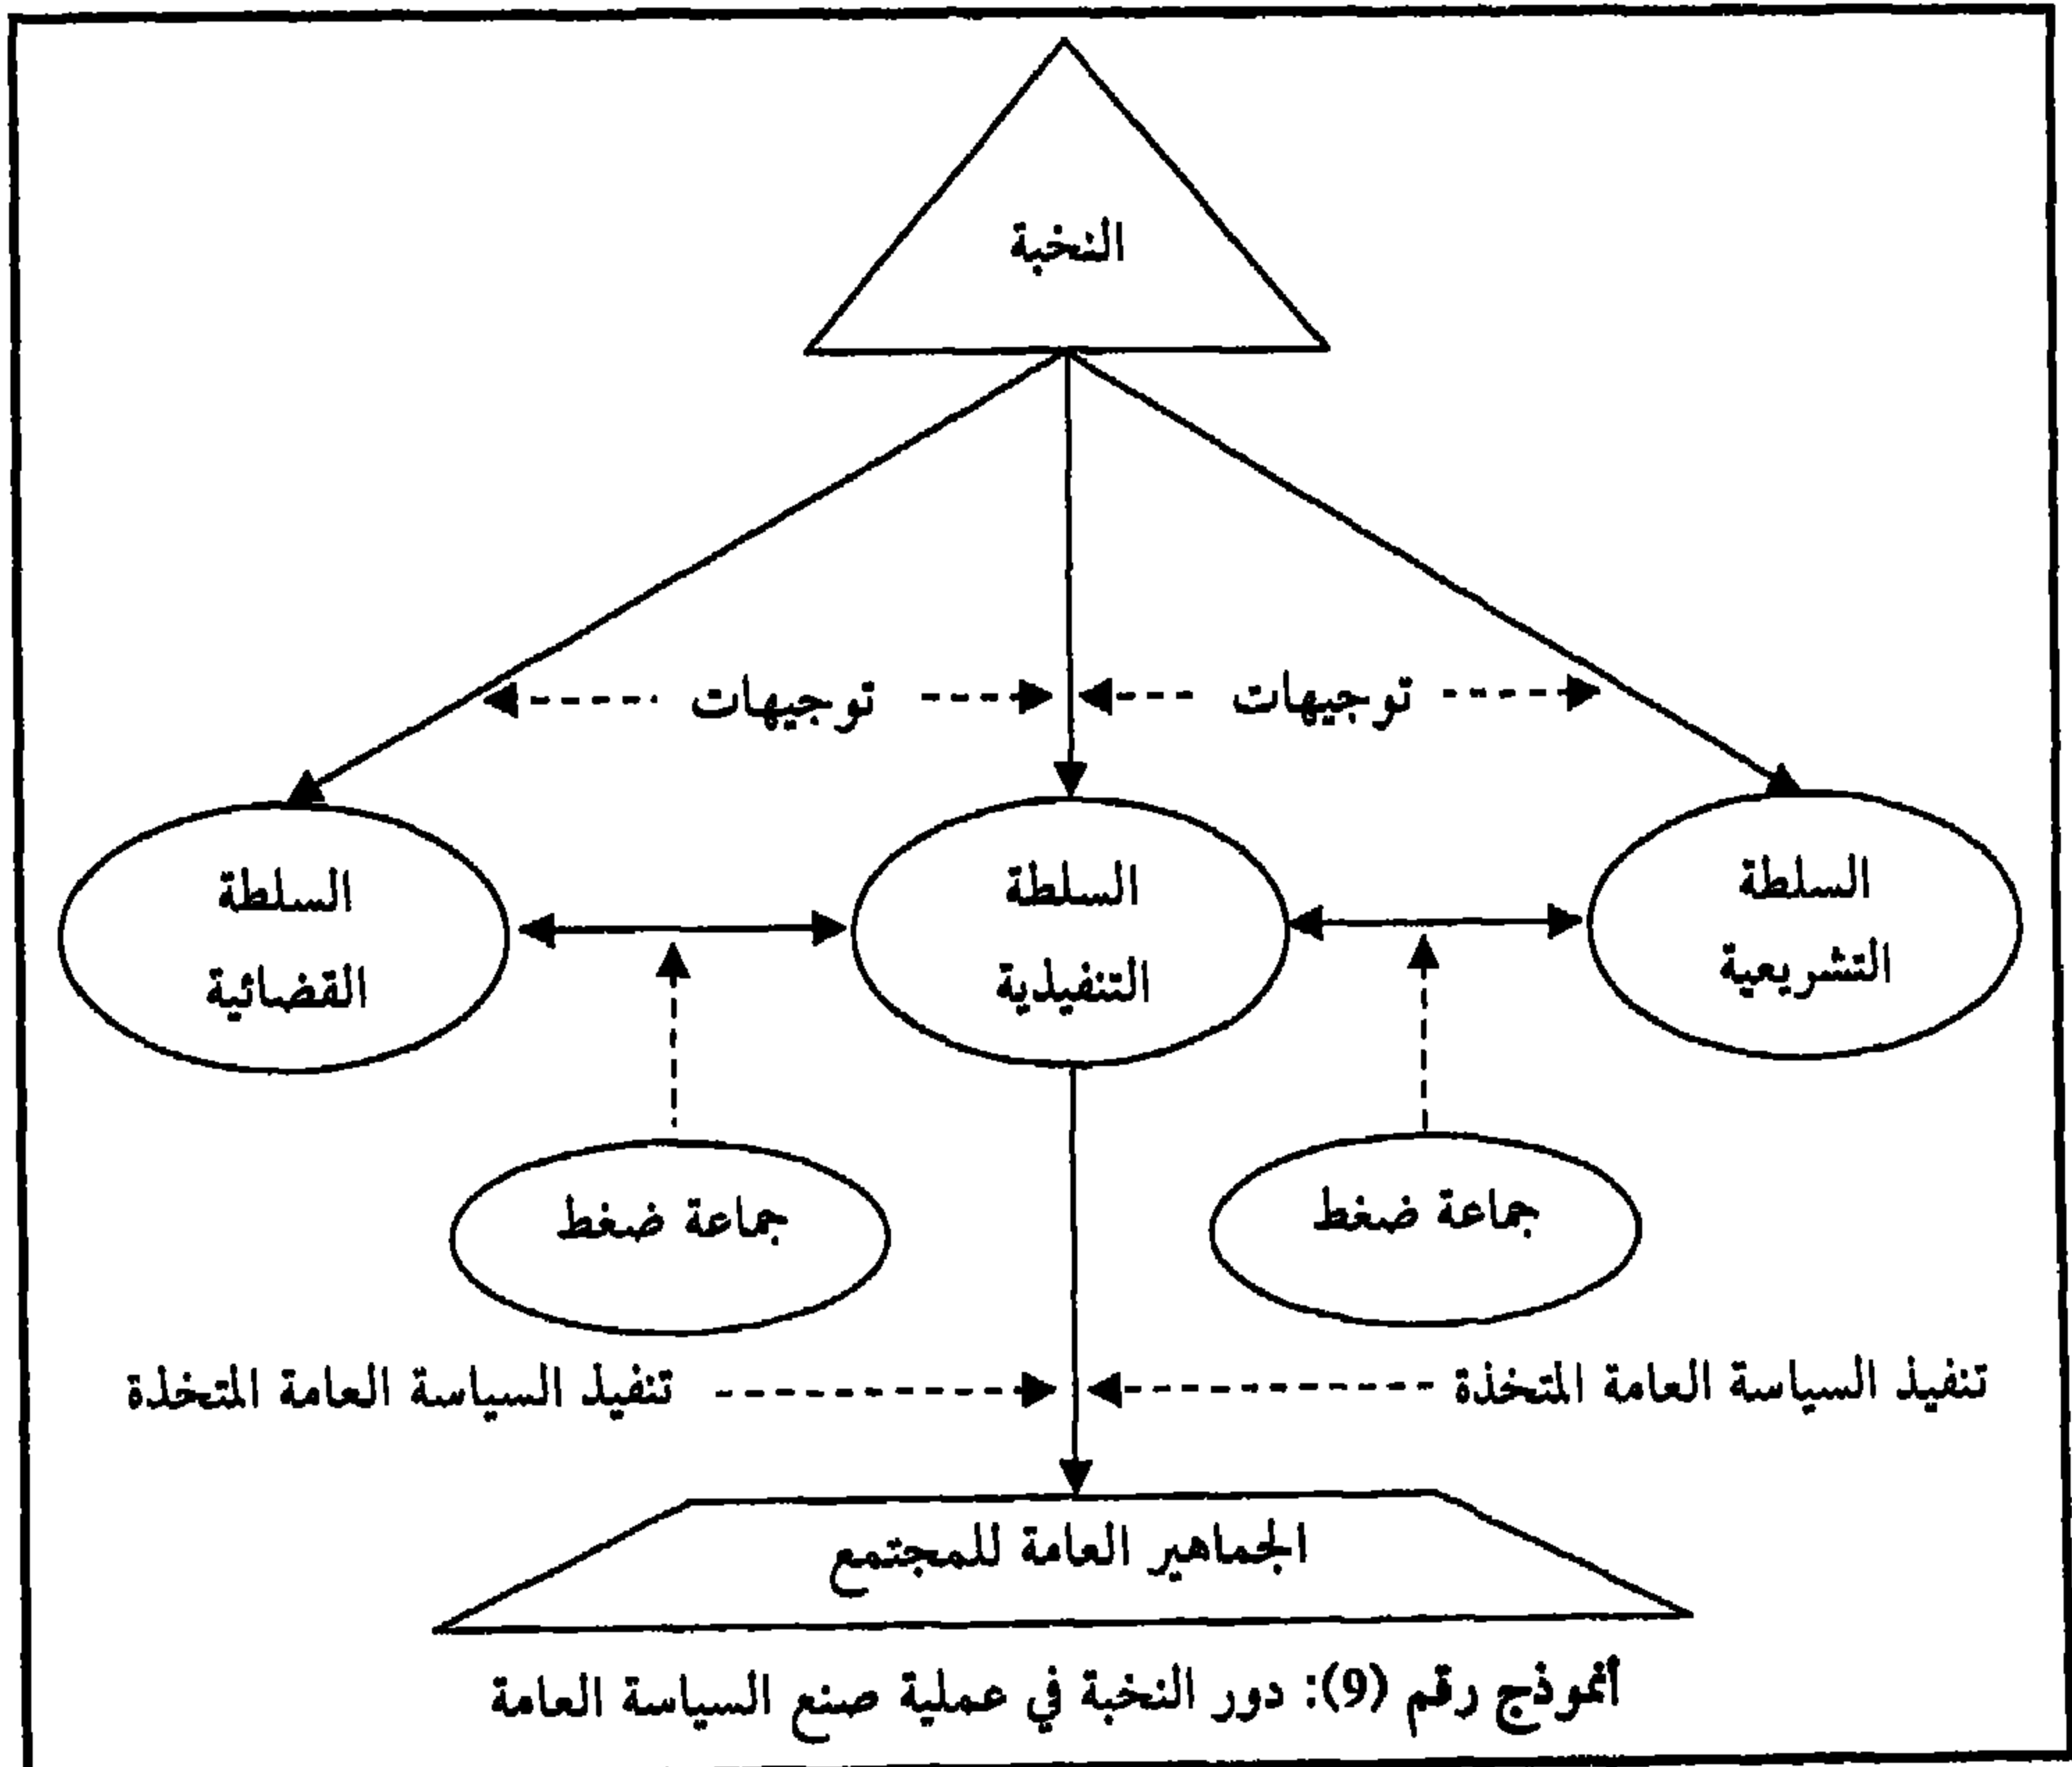 النخبة
توجيهات
توجيهات
السلطة
التشريعية
السلطة
التنفيذية
السلطة
القضائية
جماعة ضغط
جماعة ضغط
تنفيذ السياسة العامة المتخذة
تنفيذ السياسة العامة المتخذة
الجماهير العامة للمجتمع
أنموذج رقم (9): دور النخبة في عملية صنع السياسة العامة